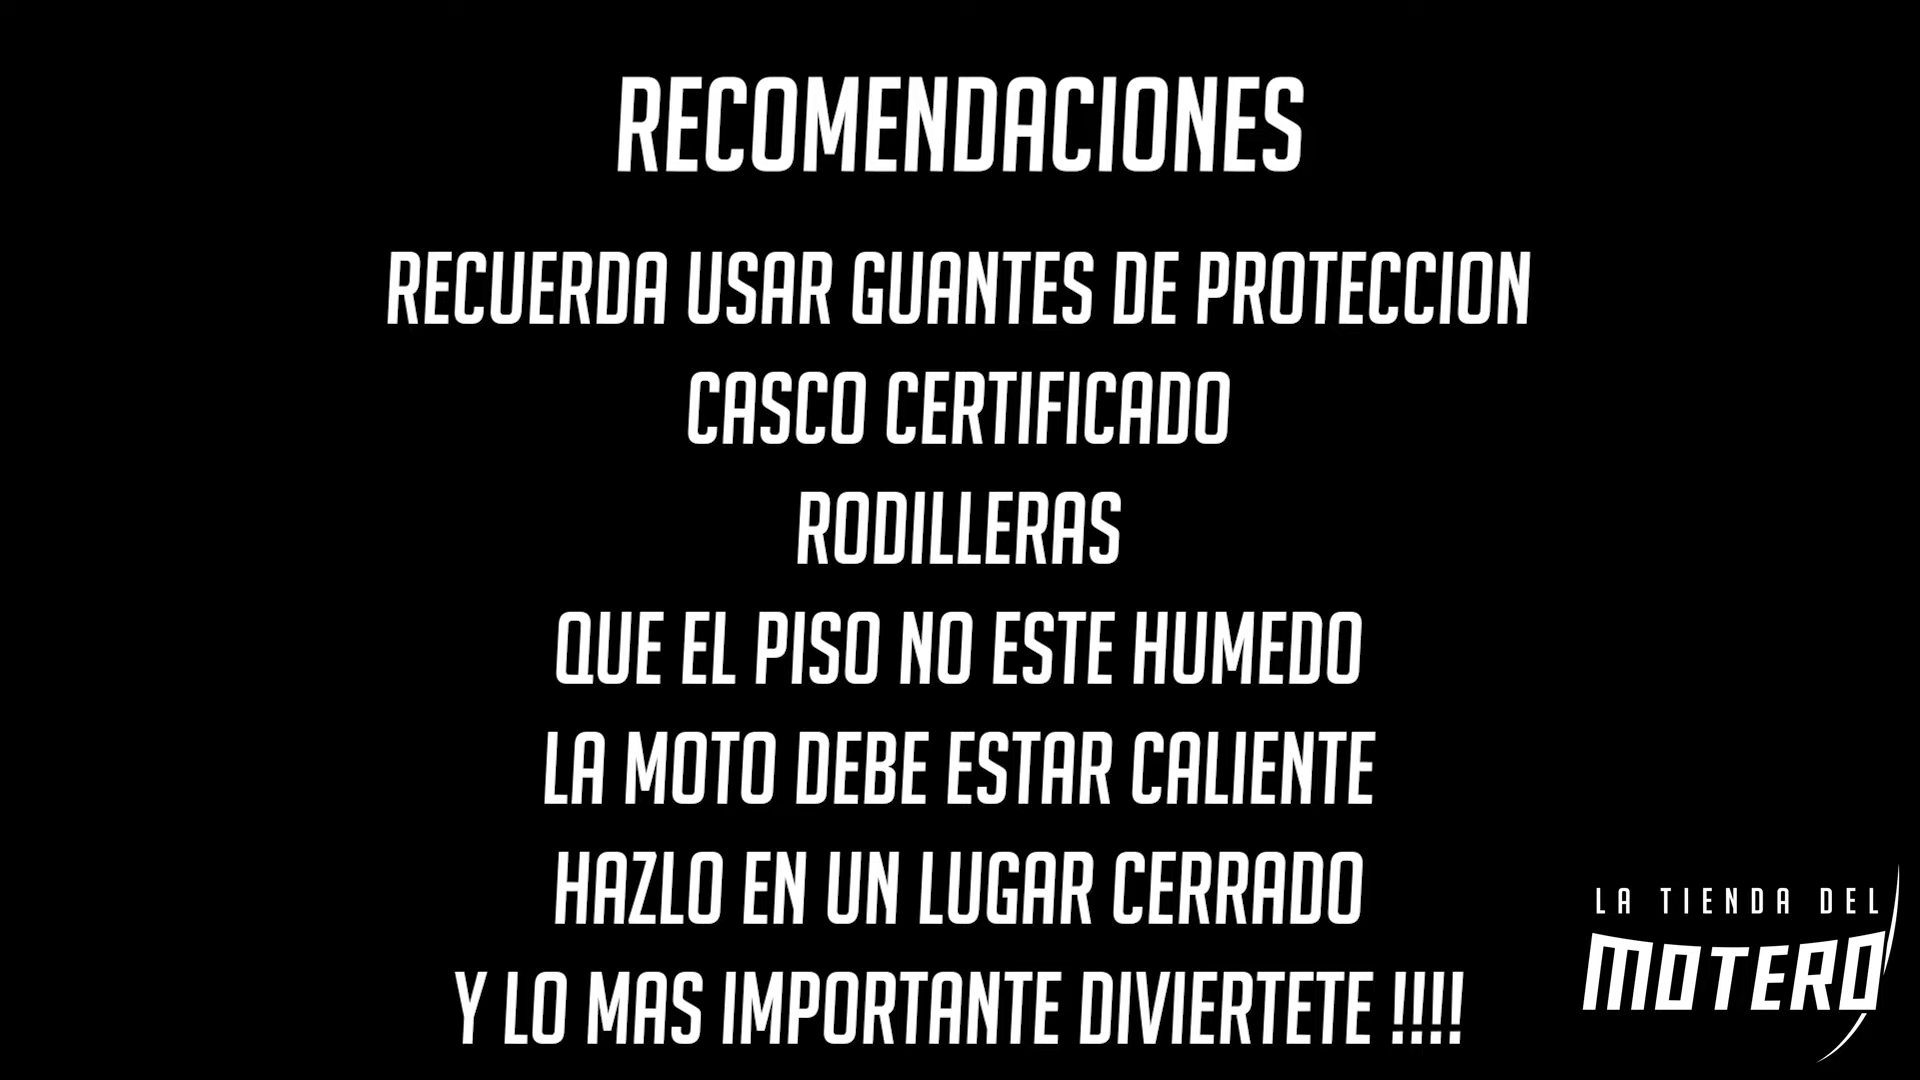 RECOMENDACIONES
RECUERDA USAR GUANTES DE PROTECCION
CASCO CERTIFICADO
RODILLERAS
QUE EL PISO NO ESTE HUMEDO
LA MOTO DEBE ESTAR CALIENTE
HAZLO EN UN LUGAR CERRADO
Y LO MAS IMPORTANTE DIVIERTETE !!!!
LA TIENDA DEL
MOTERO